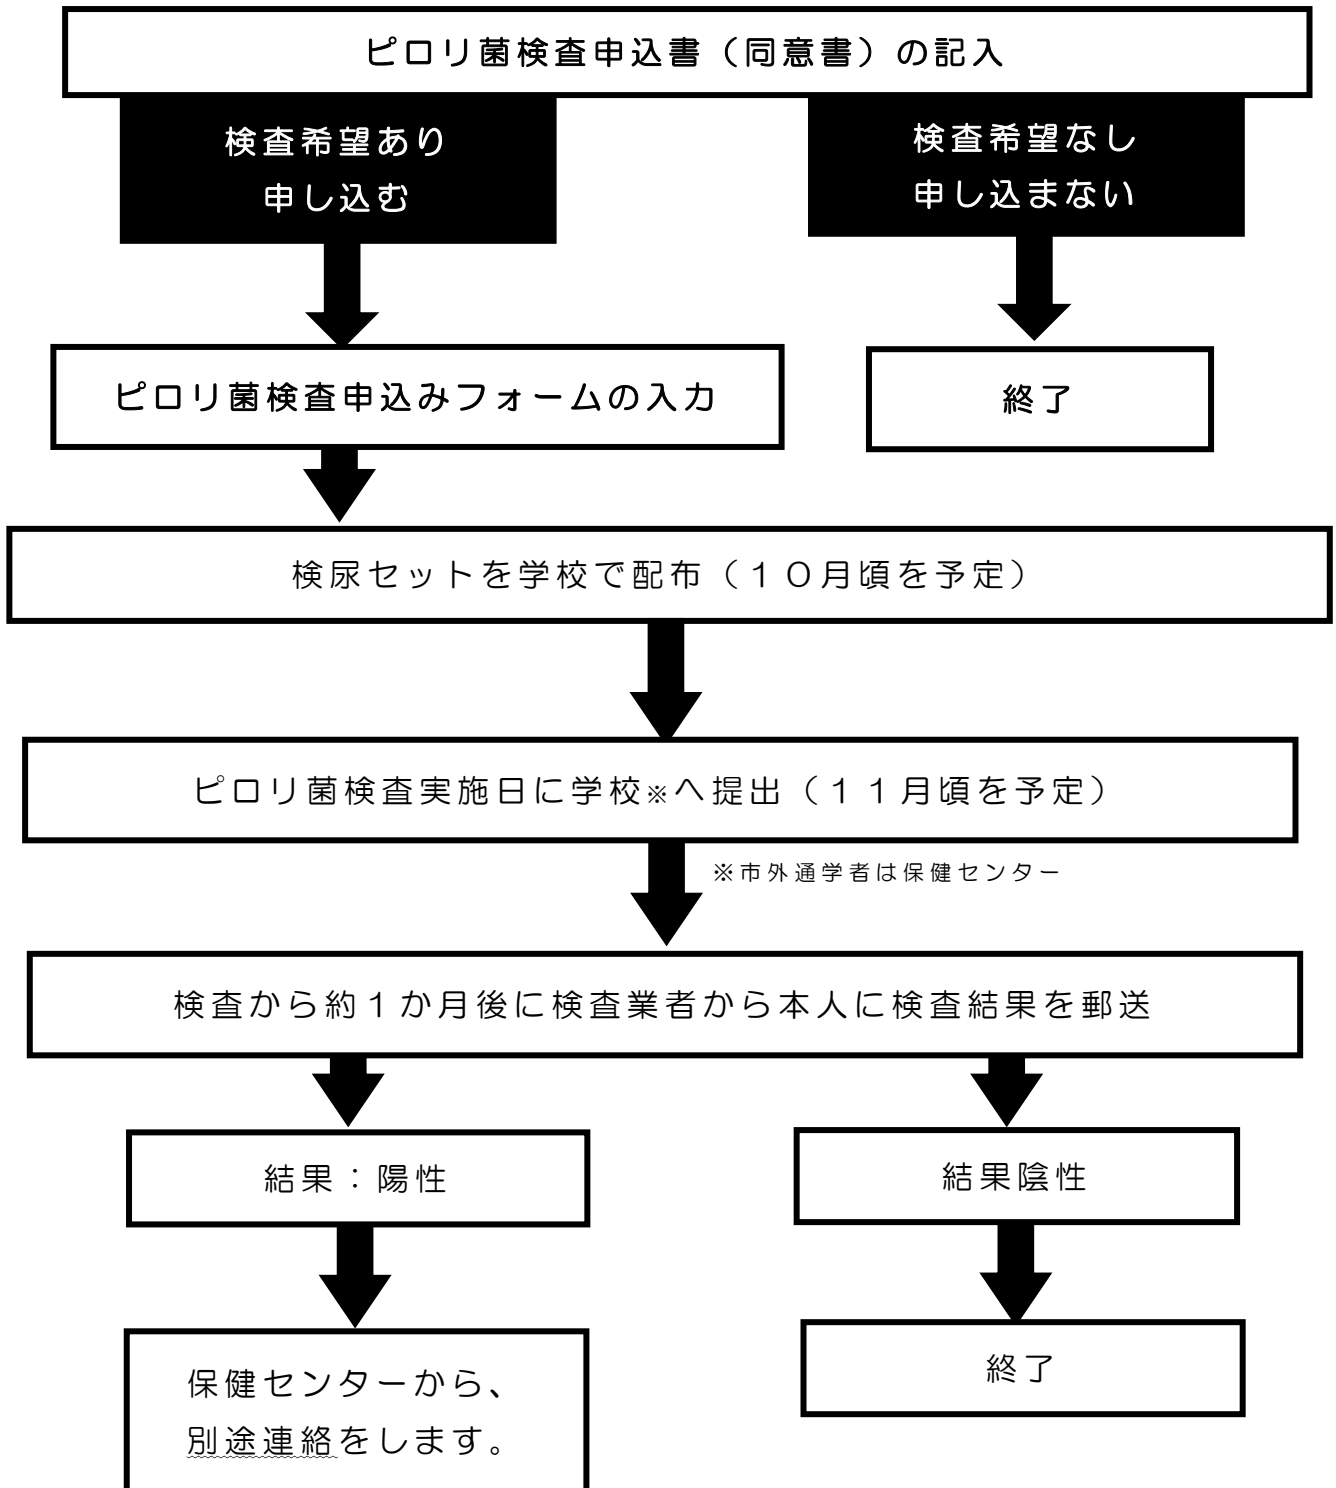 ピロリ菌検査申込書（同意書）の記入
検査希望あり
申し込む
検査希望なし
申し込まない
ピロリ菌検査申込みフォームの入力
終了
検尿セットを学校で配布（１０月頃を予定）
ピロリ菌検査実施日に学校※へ提出（１１月頃を予定）
※市外通学者は保健センター
検査から約１か月後に検査業者から本人に検査結果を郵送
結果：陽性
結果陰性
保健センターから、
別途連絡をします。
終了